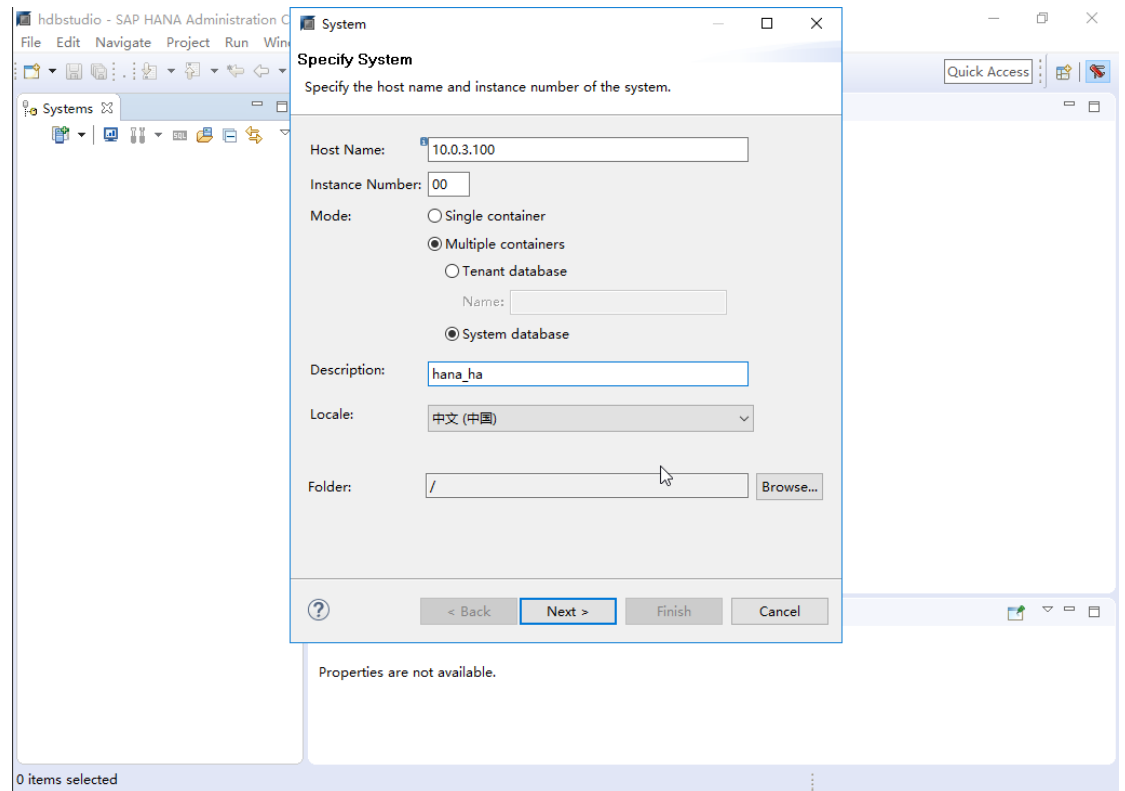 hdbstudio - SAP HANA Administration C
File Edit Navigate Project Run Win
Quick Access
Systems
System
Specify System
Specify the host name and instance number of the system.
Host Name: 10.0.3.100
Instance Number: 00
Mode: Single container
Multiple containers
Tenant database
Name:
System database
Description: hana_ha
Locale: 中文 (中国)
Folder: / Browse...
< Back Next > Finish Cancel
Properties are not available.
0 items selected